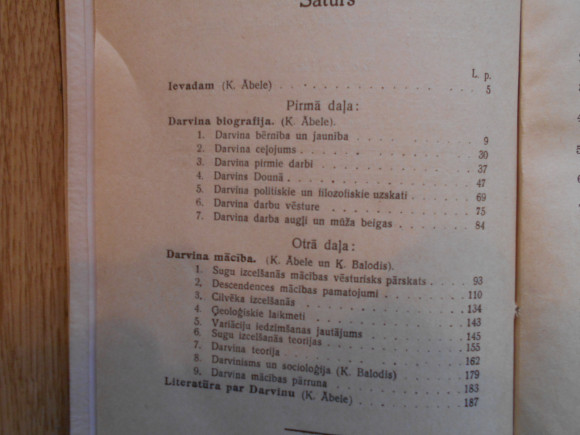 Saturs
L. p.
Ievadam (K. Ābele) 5
Pirmā daļa:
Darvina biografija. (K. Ābele).
1. Darvina bērnība un jaunība 9
2. Darvina ceļojums 30
3. Darvina pirmie darbi 37
4. Darvins Dounā 47
5. Darvina politiskie un filozofiskie uzskati 69
6. Darvina darbu vēsture 75
7. Darvina darba augļi un mūža beigas 84
Otrā daļa:
Darvina mācība. (K. Ābele un Ķ. Balodis).
1. Sugu izcelšanās mācības vēsturisks pārskats 93
2. Descendences mācības pamatojumi 110
3. Cilvēka izcelšanās 134
4. Ģeoloģiskie laikmeti 143
5. Variāciju iedzimšanas jautājums 145
6. Sugu izcelšanās teorijas 155
7. Darvina teorija 162
8. Darvinisms un socioloģija (K. Balodis) 179
9. Darvina mācības pārruna 183
Literatūra par Darvinu (K. Ābele) 187